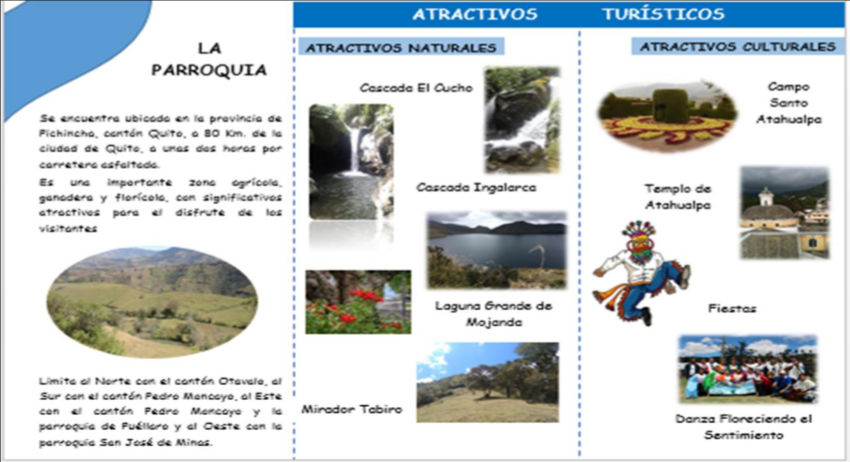 LA
PARROQUIA
Se encuentra ubicada en la provincia de
Pichincha, cantón Quito, a 80 Km. de la
ciudad de Quito, a unas dos horas por
carretera asfaltada.
Es una importante zona agrícola,
ganadera y florícola, con significativos
atractivos para el disfrute de los
visitantes
Limita al Norte con el cantón Otavalo, al
Sur con el cantón Pedro Moncayo, al Este
con el cantón Pedro Moncayo y la
parroquia de Puéllaro y al Oeste con la
parroquia San José de Minas.
ATRACTIVOS TURÍSTICOS
ATRACTIVOS NATURALES
Cascada El Cucho
Cascada Ingalarca
Laguna Grande de
Mojanda
Mirador Tabiro
ATRACTIVOS CULTURALES
Campo
Santo
Atahualpa
Templo de
Atahualpa
Fiestas
Danza Floreciendo el
Sentimiento